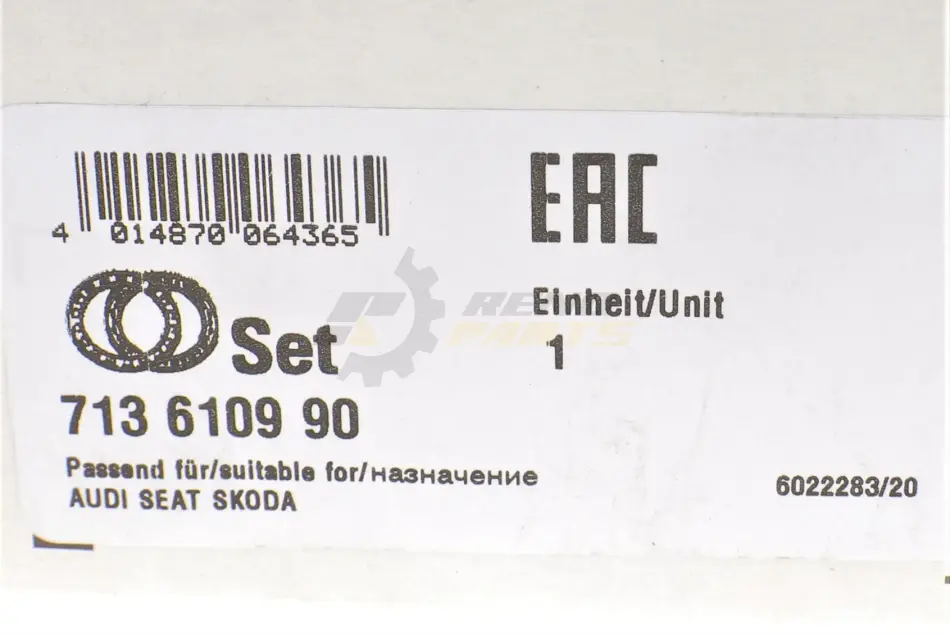 4 014870 064365
EAC
Set
Einheit/Unit
1
713 6109 90
Passend für/suitable for/назначение
AUDI SEAT SKODA
6022283/20
PARTS